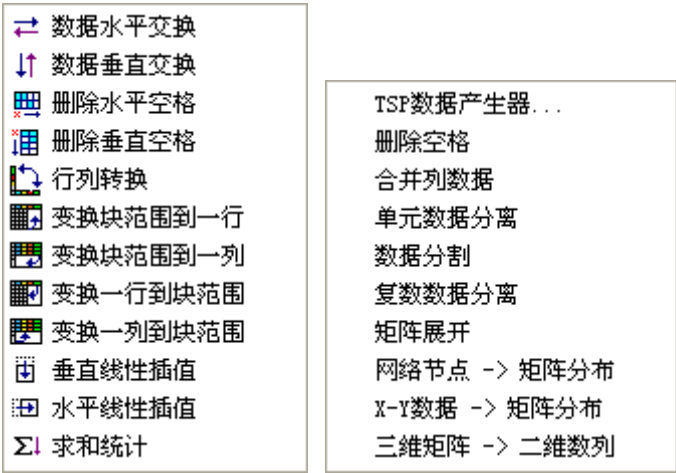 数据水平交换
数据垂直交换
删除水平空格
删除垂直空格
行列转换
变换块范围到一行
变换块范围到一列
变换一行到块范围
变换一列到块范围
垂直线性插值
水平线性插值
求和统计
TSP数据产生器...
删除空格
合并列数据
单元数据分离
数据分割
复数数据分离
矩阵展开
网络节点 -> 矩阵分布
X-Y数据 -> 矩阵分布
三维矩阵 -> 二维数列